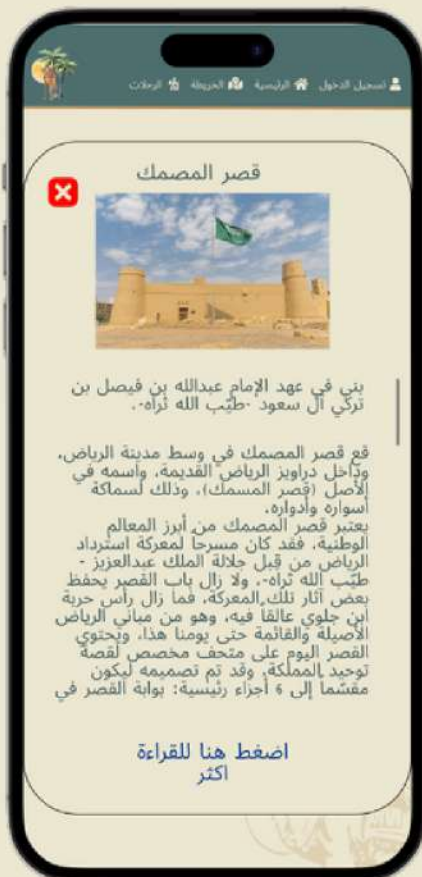 تسجيل الدخول الرئيسية الخريطة الرحلات
قصر المصمك
بني في عهد الإمام عبدالله بن فيصل بن
تركي آل سعود -طيّب الله ثراه-.
قع قصر المصمك في وسط مدينة الرياض،
وداخل دراويز الرياض القديمة، واسمه في
الأصل (قصر المسمك)، وذلك لسماكة
أسواره وأدواره.
يعتبر قصر المصمك من أبرز المعالم
الوطنية، فقد كان مسرحاً لمعركة استرداد
الرياض من قِبل جلالة الملك عبدالعزيز -
طيّب الله ثراه-، ولا زال باب القصر يحفظ
بعض آثار تلك المعركة، فما زال رأس حربة
ابن جلوي عالقاً فيه، وهو من مباني الرياض
الأصيلة والقائمة حتى يومنا هذا، ويحتوي
القصر اليوم على متحف مخصص لقصة
توحيد المملكة. وقد تم تصميمه ليكون
مقسّماً إلى 6 أجزاء رئيسية: بوابة القصر في
اضغط هنا للقراءة
اكثر